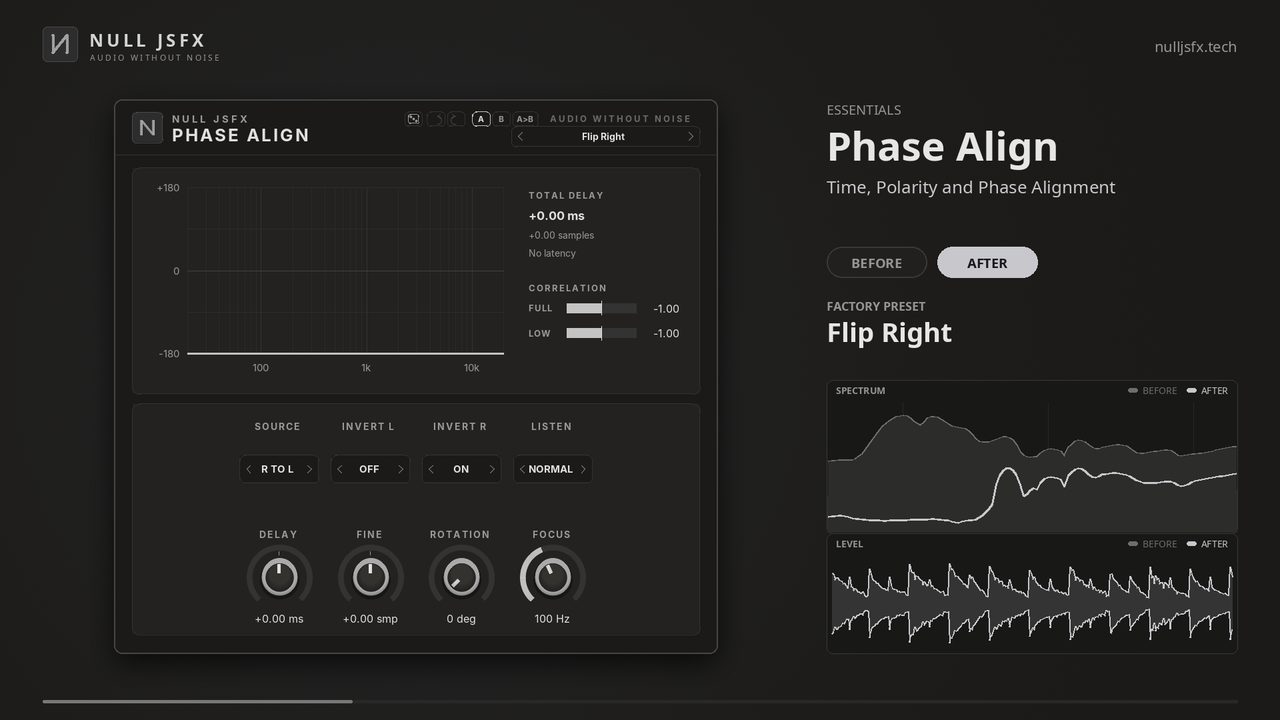 NULL JSFX
AUDIO WITHOUT NOISE
nulljsfx.tech
NULL JSFX
PHASE ALIGN
A
B
A>B
AUDIO WITHOUT NOISE
Flip Right
+180
0
-180
100
1k
10k
TOTAL DELAY
+0.00 ms
+0.00 samples
No latency
CORRELATION
FULL
-1.00
LOW
-1.00
SOURCE
INVERT L
INVERT R
LISTEN
R TO L
OFF
ON
NORMAL
DELAY
FINE
ROTATION
FOCUS
+0.00 ms
+0.00 smp
0 deg
100 Hz
ESSENTIALS
Phase Align
Time, Polarity and Phase Alignment
BEFORE
AFTER
FACTORY PRESET
Flip Right
SPECTRUM
BEFORE
AFTER
LEVEL
BEFORE
AFTER